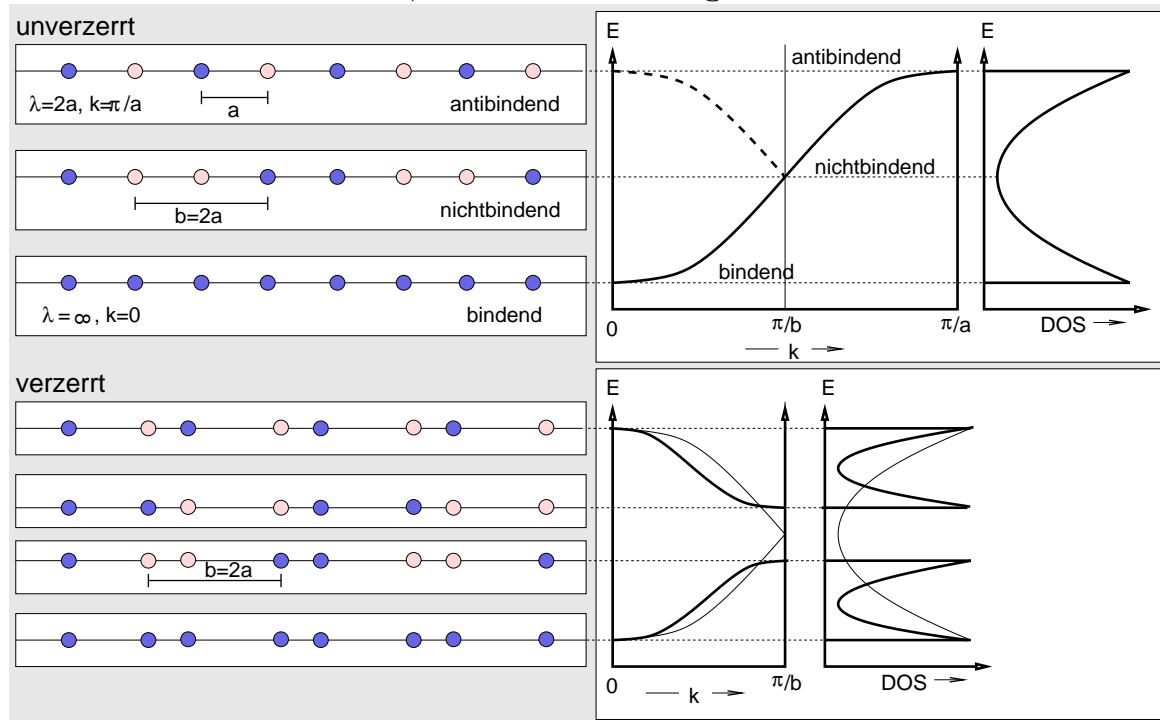 unverzerrt
λ=2a, k=π/a
a
antibindend
b=2a
nichtbindend
λ = ∞ , k=0
bindend
E
antibindend
nichtbindend
bindend
0
π/b
π/a
k
E
DOS
verzerrt
b=2a
E
0
π/b
k
E
DOS